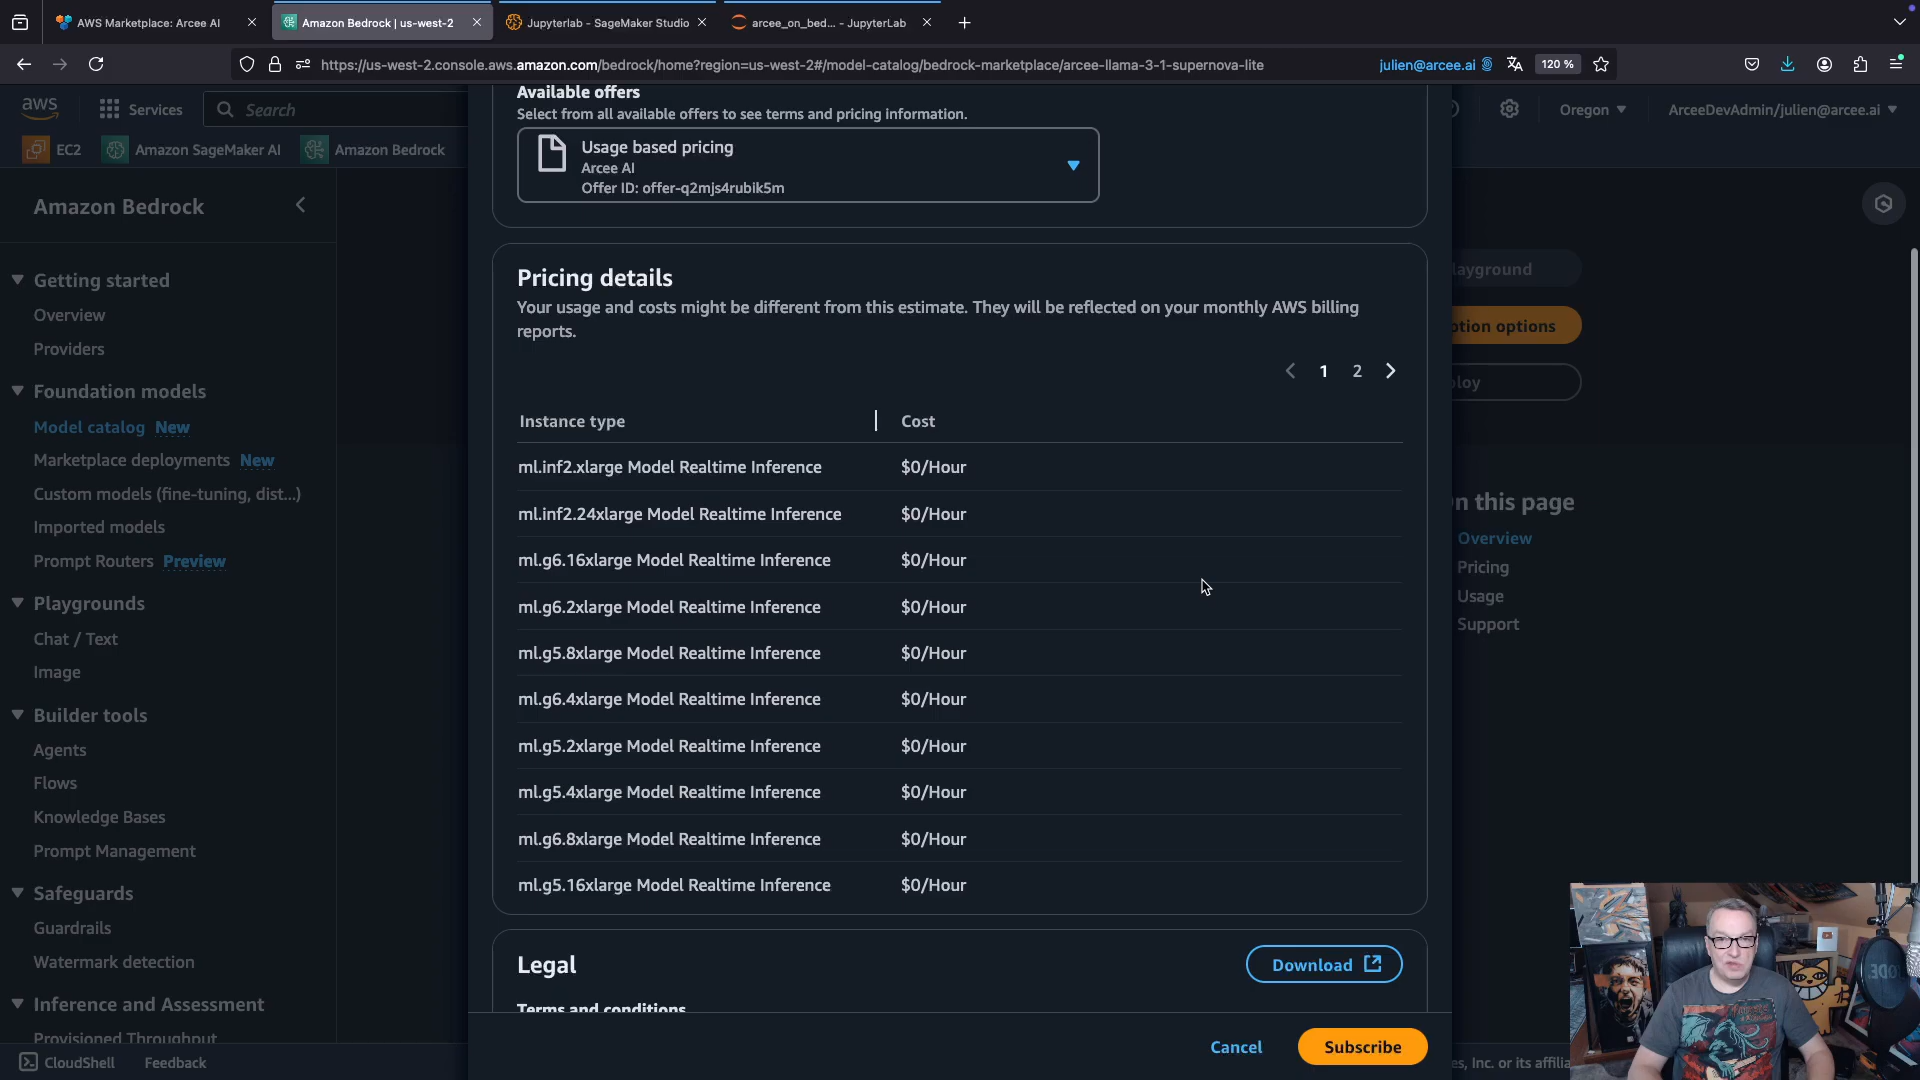 AWS Marketplace: Arcee AI
Amazon Bedrock | us-west-2
Jupyterlab - SageMaker Studio
arcee_on_bed... - JupyterLab
https://us-west-2.console.aws.amazon.com/bedrock/home?region=us-west-2#/model-catalog/bedrock-marketplace/arcee-llama-3-1-supernova-lite
julien@arcee.ai
120 %
aws
Services
Search
Oregon
ArceeDevAdmin/julien@arcee.ai
EC2
Amazon SageMaker AI
Amazon Bedrock
Amazon Bedrock
Getting started
Overview
Providers
Foundation models
Model catalog New
Marketplace deployments New
Custom models (fine-tuning, dist...)
Imported models
Prompt Routers Preview
Playgrounds
Chat / Text
Image
Builder tools
Agents
Flows
Knowledge Bases
Prompt Management
Safeguards
Guardrails
Watermark detection
Inference and Assessment
Provisioned Throughput
CloudShell
Feedback
Available offers
Select from all available offers to see terms and pricing information.
Usage based pricing
Arcee AI
Offer ID: offer-q2mjs4rubik5m
Pricing details
Your usage and costs might be different from this estimate. They will be reflected on your monthly AWS billing
reports.
1 2
Instance type Cost
ml.inf2.xlarge Model Realtime Inference $0/Hour
ml.inf2.24xlarge Model Realtime Inference $0/Hour
ml.g6.16xlarge Model Realtime Inference $0/Hour
ml.g6.2xlarge Model Realtime Inference $0/Hour
ml.g5.8xlarge Model Realtime Inference $0/Hour
ml.g6.4xlarge Model Realtime Inference $0/Hour
ml.g5.2xlarge Model Realtime Inference $0/Hour
ml.g5.4xlarge Model Realtime Inference $0/Hour
ml.g6.8xlarge Model Realtime Inference $0/Hour
ml.g5.16xlarge Model Realtime Inference $0/Hour
Legal
Download
Terms and conditions
Cancel
Subscribe
layground
ption options
ploy
n this page
Overview
Pricing
Usage
Support
es, Inc. or its affilia